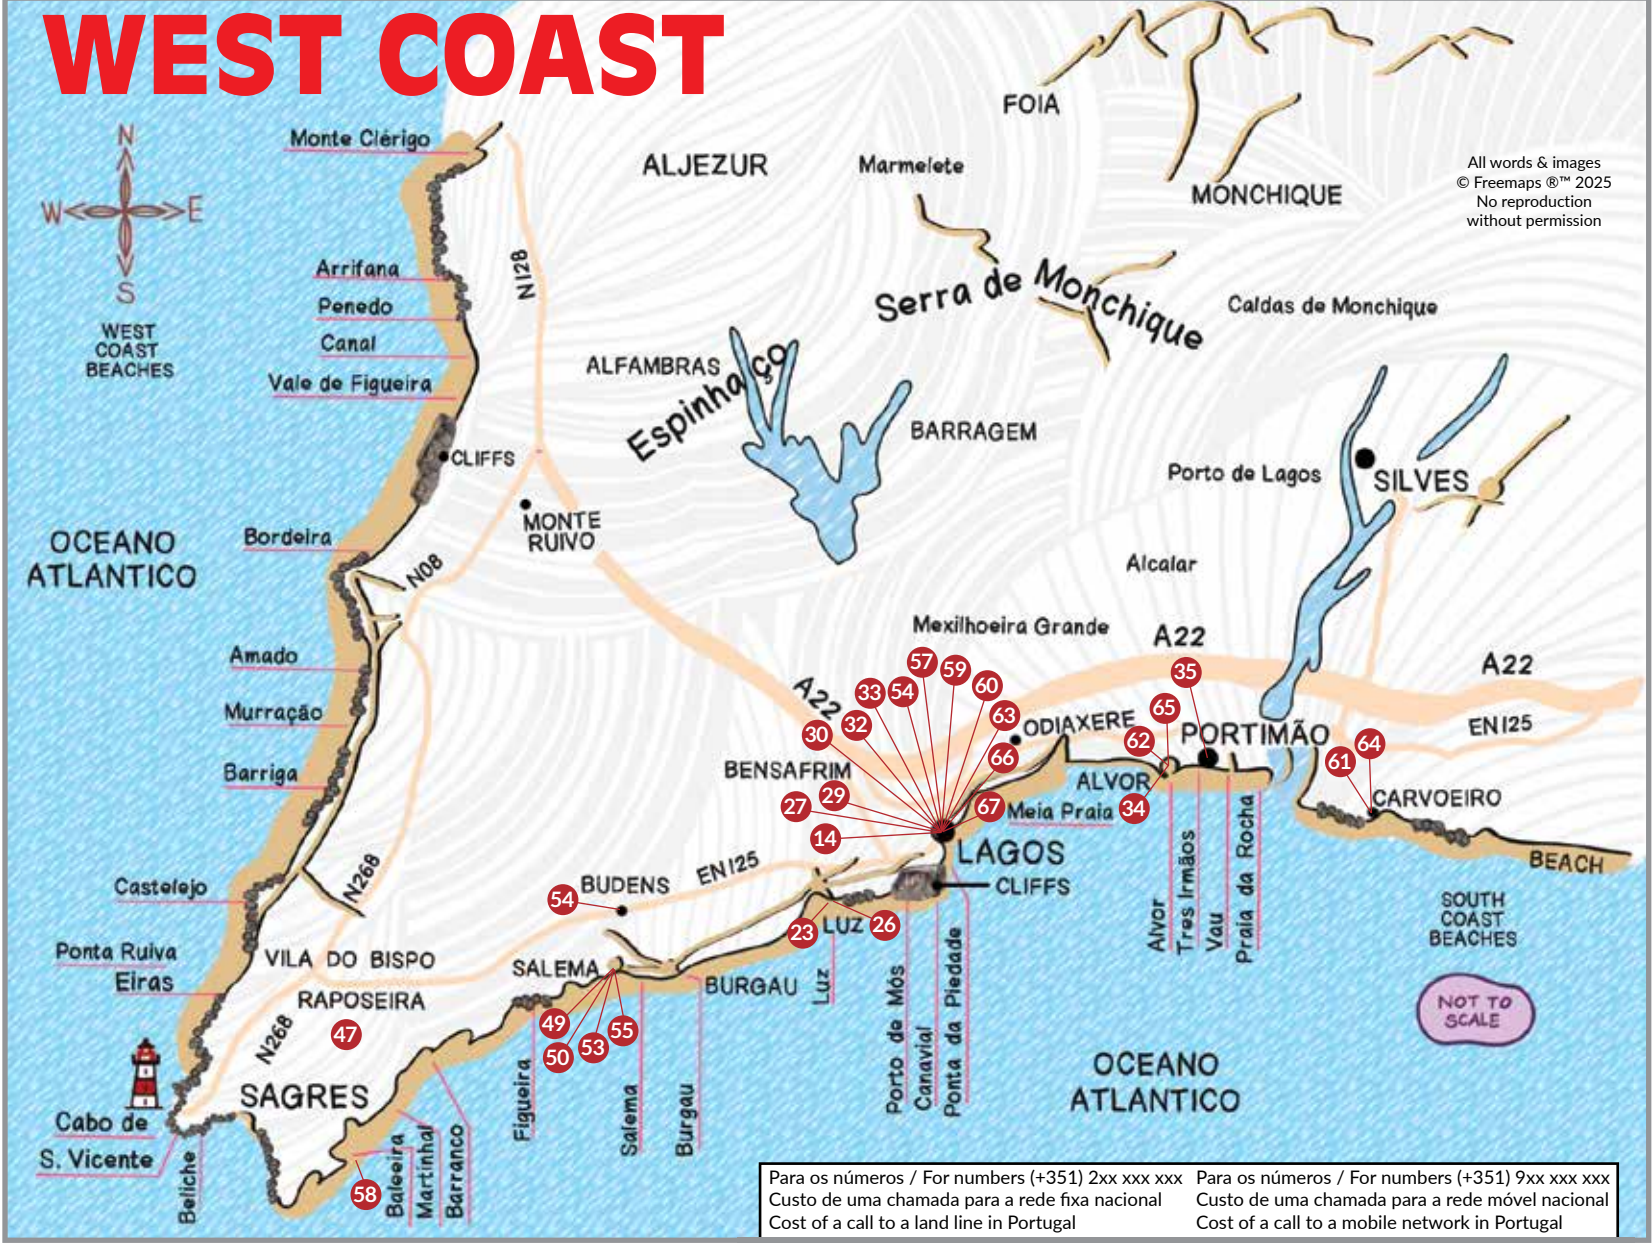 WEST COAST
N
W
E
S
WEST
COAST
BEACHES
Monte Clérigo
Arrifana
Penedo
Canal
Vale de Figueira
CLIFFS
Bordeira
OCEANO
ATLANTICO
Amado
Murração
Barriga
Castelejo
Ponta Ruiva
Eiras
Cabo de
S. Vicente
Beliche
N128
ALJEZUR
FOIA
Marmelete
MONCHIQUE
All words & images
© Freemaps ®™ 2025
No reproduction
without permission
Serra de Monchique
Caldas de Monchique
ALFAMBRAS
Espinhaço
BARRAGEM
Porto de Lagos
SILVES
MONTE
RUIVO
N08
Alcalar
Mexilhoeira Grande
A22
A22
A22
EN125
57
59
33
54
60
30
32
63
66
35
65
62
64
61
ODIAXERE
PORTIMÃO
BENSAFRIM
ALVOR
34
27
29
14
67
Meia Praia
CARVOEIRO
LAGOS
CLIFFS
BEACH
N268
EN125
BUDENS
54
23
LUZ
26
VILA DO BISPO
SALEMA
BURGAU
RAPOSEIRA
47
N268
49
50
53
55
SAGRES
58
Baleeira
Martinhal
Barranco
Figueira
Salema
Burgau
Luz
Porto de Mós
Canavial
Ponta da Piedade
Alvor
Tres Irmãos
Vau
Praia da Rocha
SOUTH
COAST
BEACHES
NOT TO
SCALE
OCEANO
ATLANTICO
Para os números / For numbers (+351) 2xx xxx xxx
Custo de uma chamada para a rede fixa nacional
Cost of a call to a land line in Portugal
Para os números / For numbers (+351) 9xx xxx xxx
Custo de uma chamada para a rede móvel nacional
Cost of a call to a mobile network in Portugal